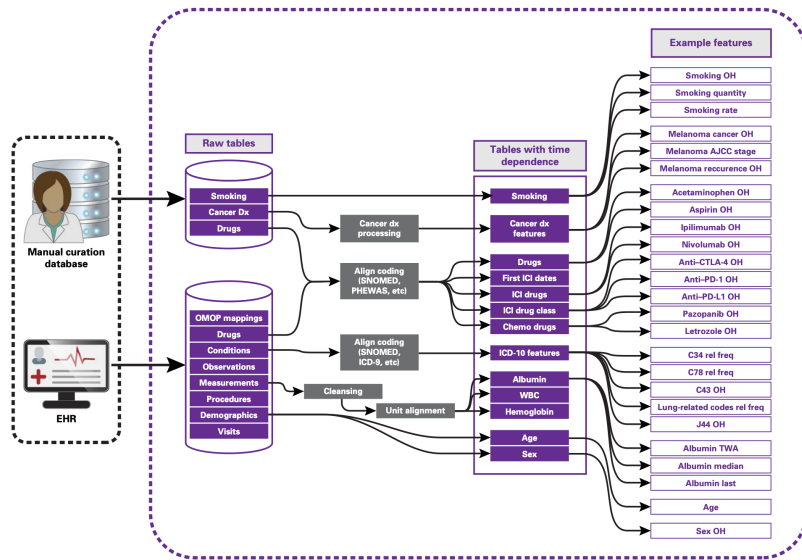 Example features
Smoking OH
Smoking quantity
Smoking rate
Melanoma cancer OH
Melanoma AJCC stage
Melanoma reccurence OH
Acetaminophen OH
Aspirin OH
Ipilimumab OH
Nivolumab OH
Anti–CTLA-4 OH
Anti–PD-1 OH
Anti–PD-L1 OH
Pazopanib OH
Letrozole OH
C34 rel freq
C78 rel freq
C43 OH
Lung-related codes rel freq
J44 OH
Albumin TWA
Albumin median
Albumin last
Age
Sex OH
Raw tables
Smoking
Cancer Dx
Drugs
OMOP mappings
Drugs
Conditions
Observations
Measurements
Procedures
Demographics
Visits
Manual curation
database
EHR
Cancer dx
processing
Align coding
(SNOMED,
PHEWAS, etc)
Align coding
(SNOMED,
ICD-9, etc)
Cleansing
Unit alignment
Tables with time
dependence
Smoking
Cancer dx
features
Drugs
First ICI dates
ICI drugs
ICI drug class
Chemo drugs
ICD-10 features
Albumin
WBC
Hemoglobin
Age
Sex